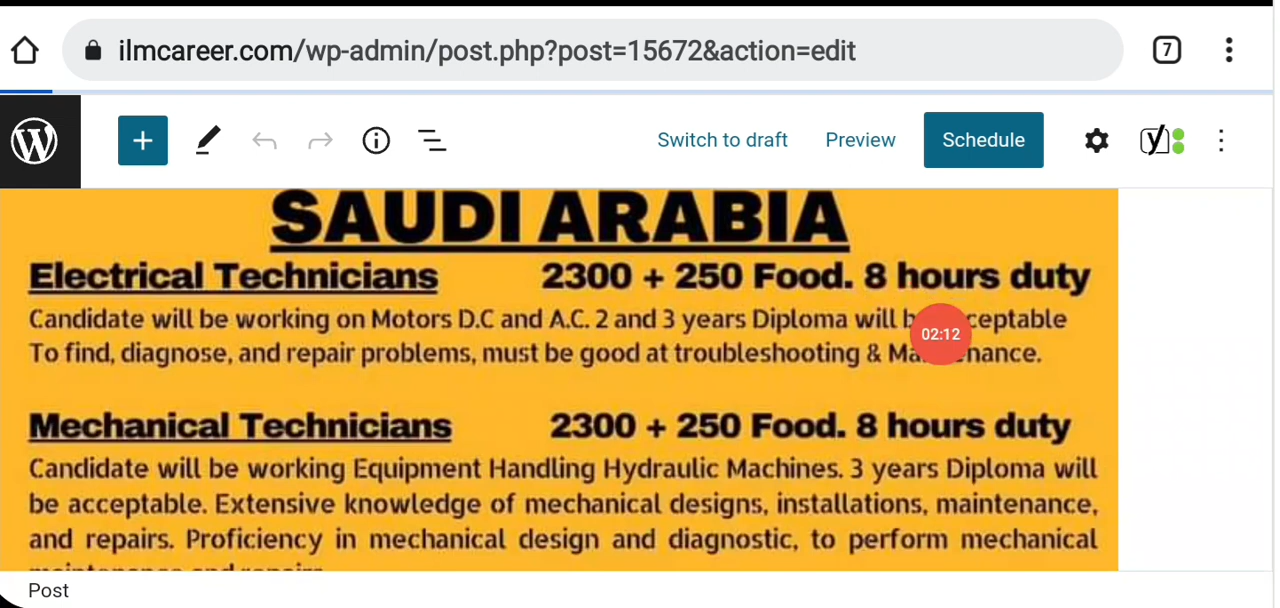 ilmcareer.com/wp-admin/post.php?post=15672&action=edit
7
Switch to draft
Preview
Schedule
SAUDI ARABIA
Electrical Technicians 2300 + 250 Food. 8 hours duty
Candidate will be working on Motors D.C and A.C. 2 and 3 years Diploma will
To find, diagnose, and repair problems, must be good at troubleshooting &
02:12
Mechanical Technicians 2300 + 250 Food. 8 hours duty
Candidate will be working Equipment Handling Hydraulic Machines. 3 years Diploma will
be acceptable. Extensive knowledge of mechanical designs, installations, maintenance,
and repairs. Proficiency in mechanical design and diagnostic, to perform mechanical
Post